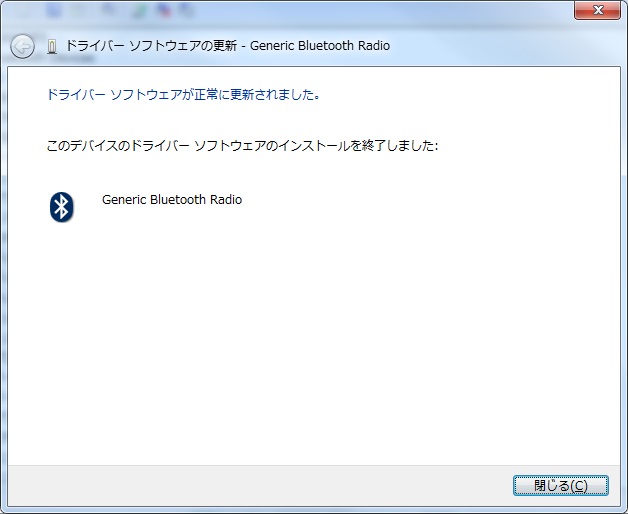 ドライバー ソフトウェアの更新 - Generic Bluetooth Radio
ドライバー ソフトウェアが正常に更新されました。
このデバイスのドライバー ソフトウェアのインストールを終了しました:
Generic Bluetooth Radio
閉じる(C)